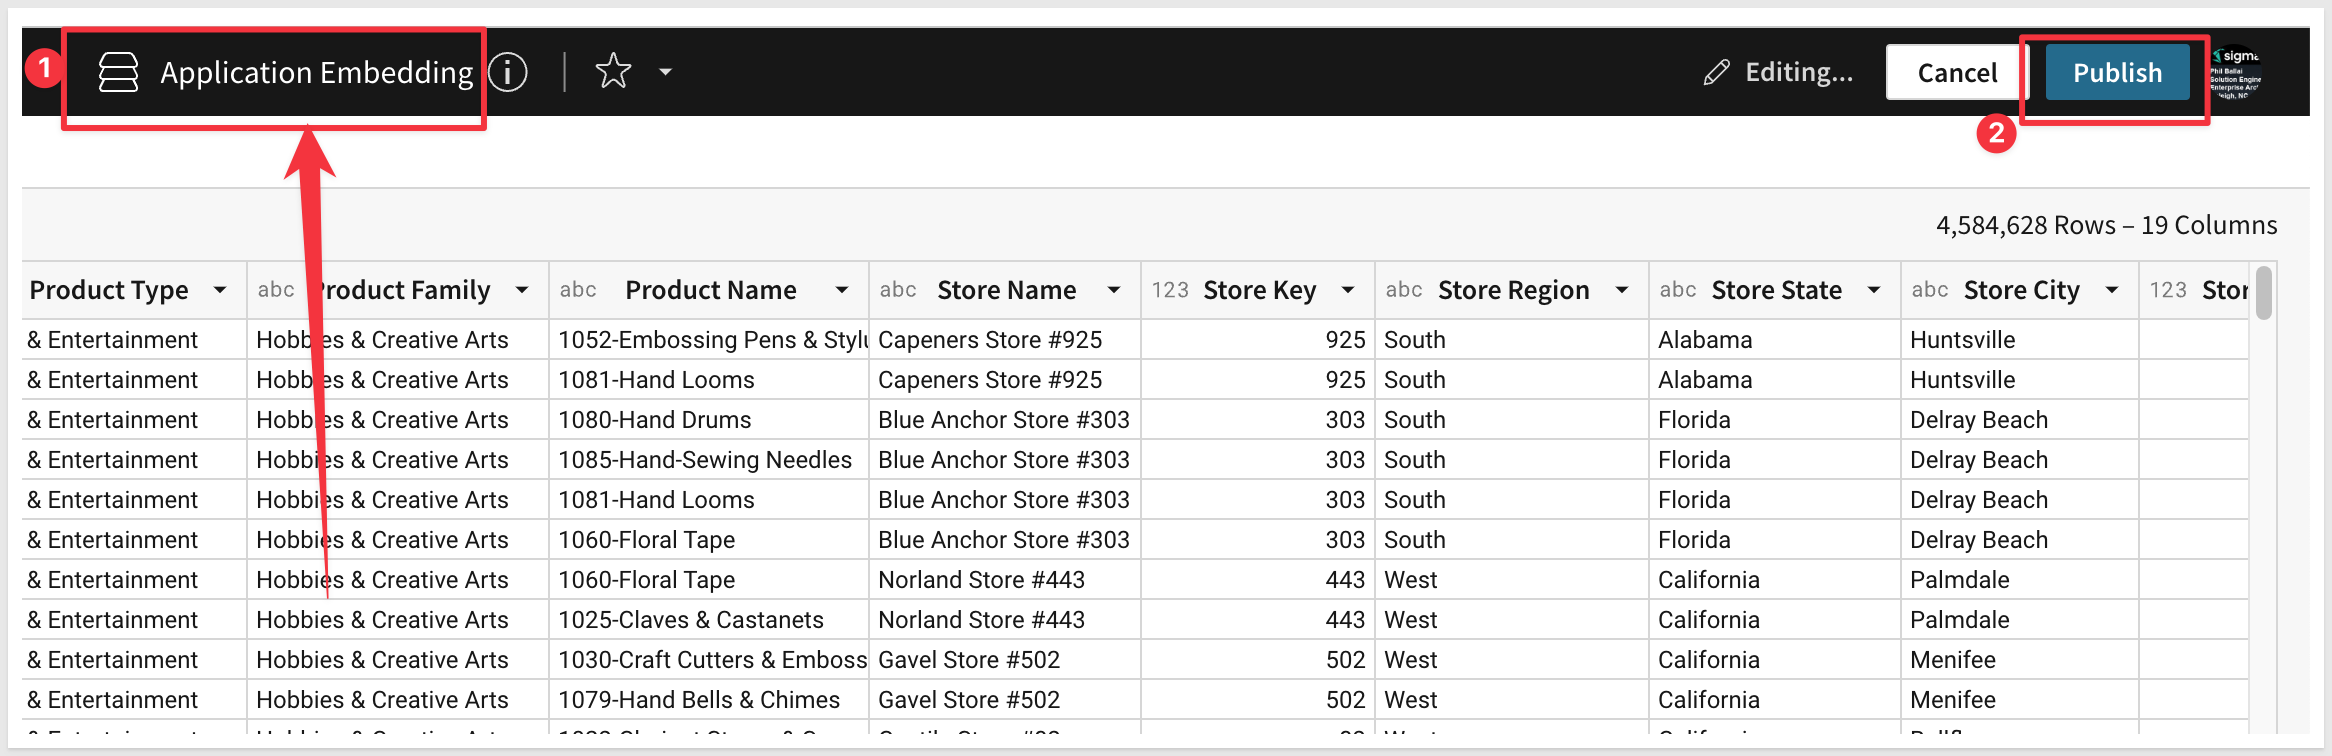 1 Application Embedding Editing... Cancel Publish
sigma
Phil Ballai
Solution Engine
Enterprise Arc
leigh, NC
2
4,584,628 Rows – 19 Columns
Product Type abc Product Family abc Product Name abc Store Name 123 Store Key abc Store Region abc Store State abc Store City 123 Stor
& Entertainment Hobbies & Creative Arts 1052-Embossing Pens & Stylu Capeners Store #925 925 South Alabama Huntsville
& Entertainment Hobbies & Creative Arts 1081-Hand Looms Capeners Store #925 925 South Alabama Huntsville
& Entertainment Hobbies & Creative Arts 1080-Hand Drums Blue Anchor Store #303 303 South Florida Delray Beach
& Entertainment Hobbies & Creative Arts 1085-Hand-Sewing Needles Blue Anchor Store #303 303 South Florida Delray Beach
& Entertainment Hobbies & Creative Arts 1081-Hand Looms Blue Anchor Store #303 303 South Florida Delray Beach
& Entertainment Hobbies & Creative Arts 1060-Floral Tape Blue Anchor Store #303 303 South Florida Delray Beach
& Entertainment Hobbies & Creative Arts 1060-Floral Tape Norland Store #443 443 West California Palmdale
& Entertainment Hobbies & Creative Arts 1025-Claves & Castanets Norland Store #443 443 West California Palmdale
& Entertainment Hobbies & Creative Arts 1030-Craft Cutters & Emboss Gavel Store #502 502 West California Menifee
& Entertainment Hobbies & Creative Arts 1079-Hand Bells & Chimes Gavel Store #502 502 West California Menifee